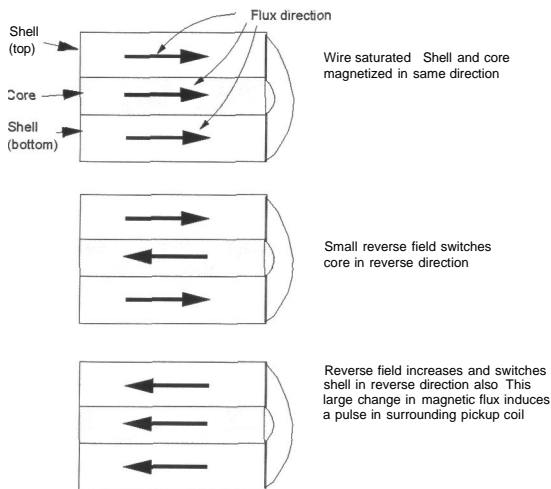 Flux direction
Shell
(top)
Core
Shell
(bottom)
Wire saturated Shell and core
magnetized in same direction
Small reverse field switches
core in reverse direction
Reverse field increases and switches
shell in reverse direction also This
large change in magnetic flux induces
a pulse in surrounding pickup coil